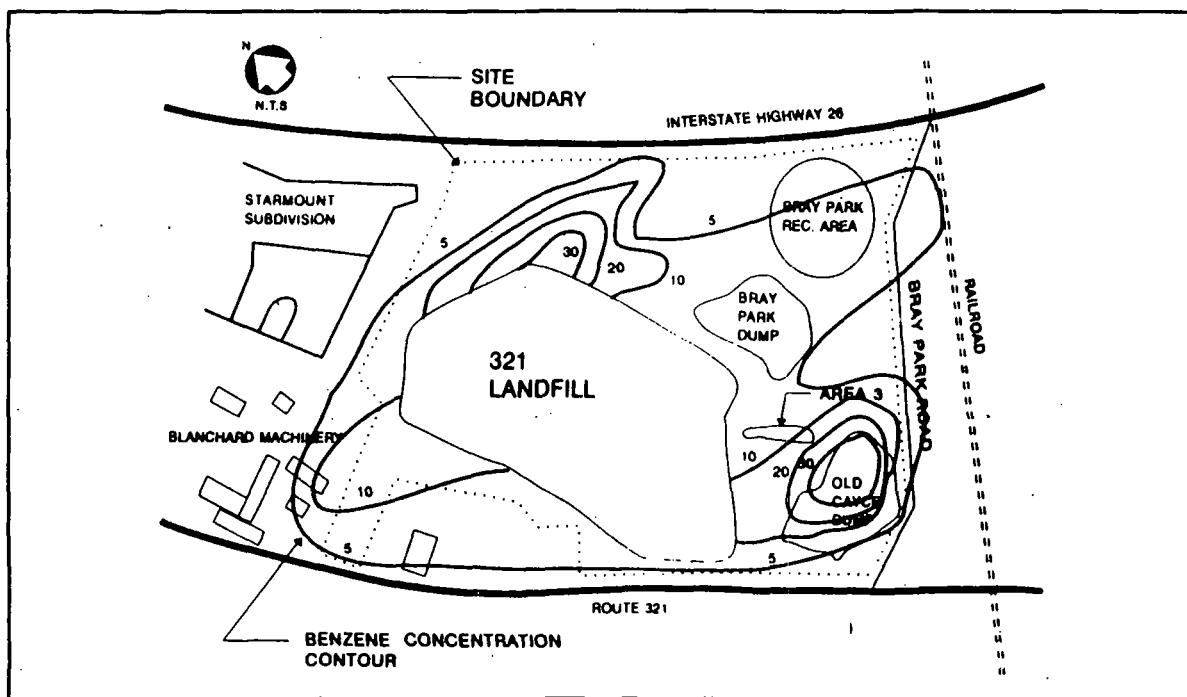 N
N.T.S
SITE
BOUNDARY
INTERSTATE HIGHWAY 26
STARMOUNT
SUBDIVISION
BRAY PARK
REC. AREA
5
5
30
20
10
BRAY
PARK
DUMP
RAILROAD
BRAY PARK ROAD
321
LANDFILL
AREA 3
BLANCHARD MACHINERY
10
10
20
30
OLD
CAYCE
DUMP
5
5
ROUTE 321
BENZENE CONCENTRATION
CONTOUR